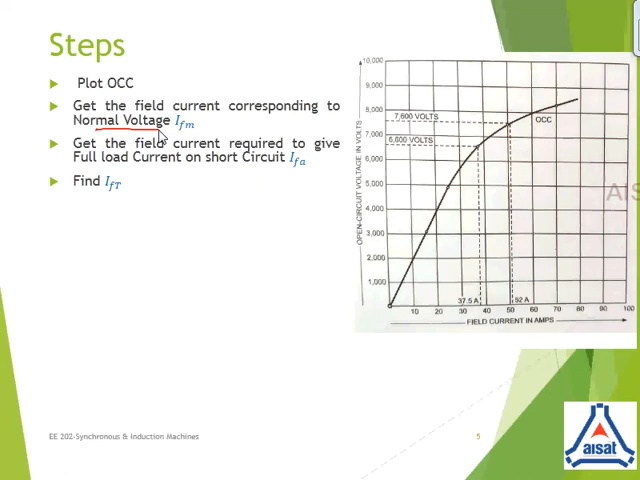 Steps
Plot OCC
Get the field current corresponding to
Normal Voltage I_fm
Get the field current required to give
Full load Current on short Circuit I_fa
Find I_fT
10,000
9,000
8,000
7,000
6,000
5,000
4,000
3,000
2,000
1,000
OPEN-CIRCUIT VOLTAGE IN VOLTS
7,600 VOLTS
6,600 VOLTS
OCC
37.5 A
52 A
10 20 30 40 50 60 70 80 90 100
FIELD CURRENT IN AMPS
AIS
EE 202-Synchronous & Induction Machines
5
aisat